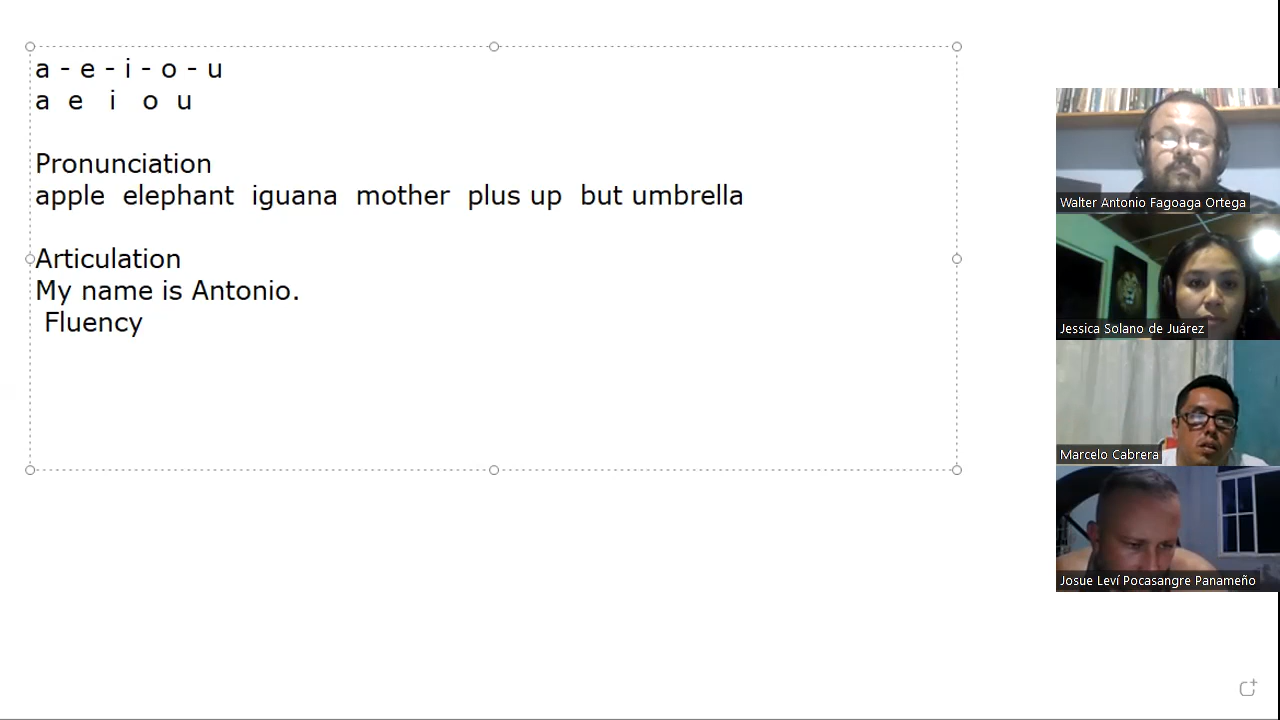 a - e - i - o - u
a e i o u
Pronunciation
apple elephant iguana mother plus up but umbrella
Articulation
My name is Antonio.
Fluency
Walter Antonio Fagoaga Ortega
Jessica Solano de Juárez
Marcelo Cabrera
Josue Leví Pocasangre Panameño